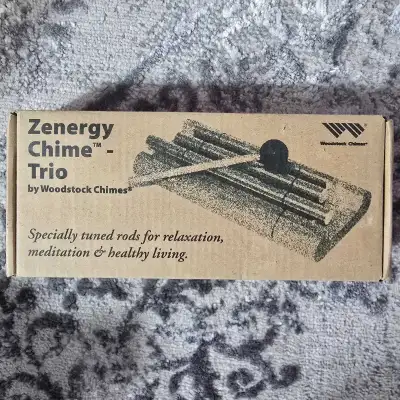 Zenergy
Chime™ -
Trio
by Woodstock Chimes®
Woodstock Chimes®
Specially tuned rods for relaxation,
meditation & healthy living.